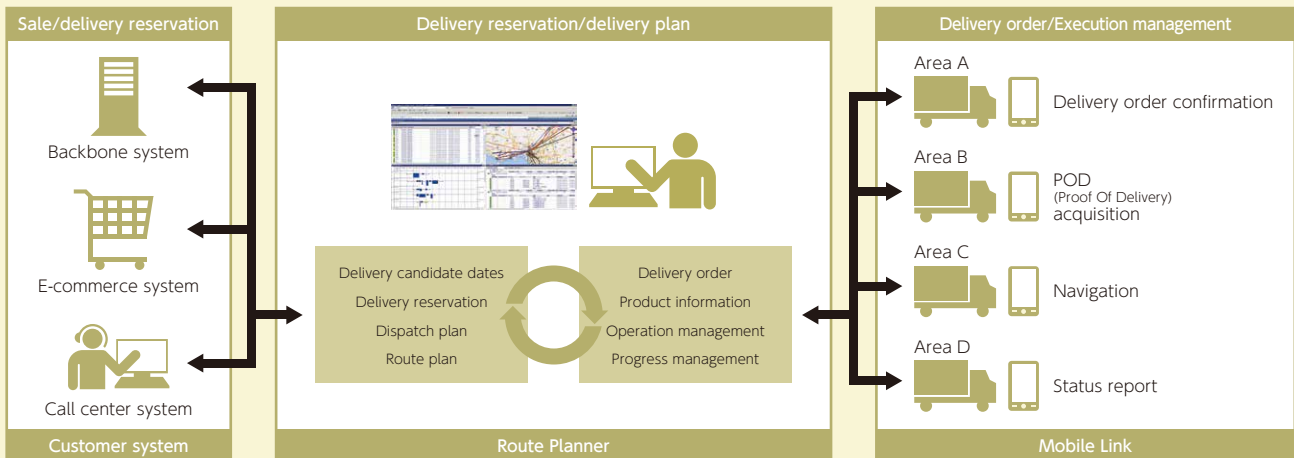 Sale/delivery reservation
Backbone system
E-commerce system
Call center system
Customer system
Delivery reservation/delivery plan
Delivery candidate dates
Delivery reservation
Dispatch plan
Route plan
Delivery order
Product information
Operation management
Progress management
Route Planner
Delivery order/Execution management
Area A
Delivery order confirmation
Area B
POD
(Proof Of Delivery)
acquisition
Area C
Navigation
Area D
Status report
Mobile Link